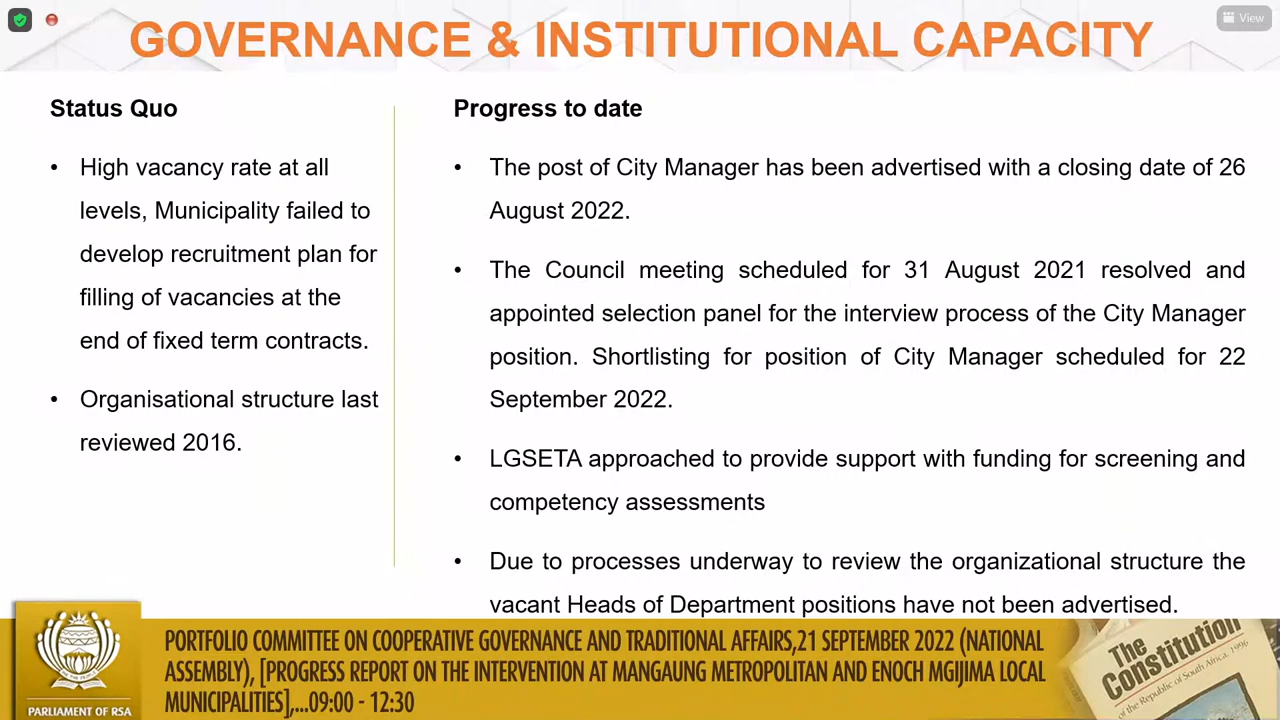 View
GOVERNANCE & INSTITUTIONAL CAPACITY
Status Quo
• High vacancy rate at all
levels, Municipality failed to
develop recruitment plan for
filling of vacancies at the
end of fixed term contracts.
• Organisational structure last
reviewed 2016.
Progress to date
• The post of City Manager has been advertised with a closing date of 26
August 2022.
• The Council meeting scheduled for 31 August 2021 resolved and
appointed selection panel for the interview process of the City Manager
position. Shortlisting for position of City Manager scheduled for 22
September 2022.
• LGSETA approached to provide support with funding for screening and
competency assessments
• Due to processes underway to review the organizational structure the
vacant Heads of Department positions have not been advertised.
PARLIAMENT OF RSA
PORTFOLIO COMMITTEE ON COOPERATIVE GOVERNANCE AND TRADITIONAL AFFAIRS,21 SEPTEMBER 2022 (NATIONAL
ASSEMBLY), [PROGRESS REPORT ON THE INTERVENTION AT MANGAUNG METROPOLITAN AND ENOCH MGIJIMA LOCAL
MUNICIPALITIES],...09:00 - 12:30
The
Constitution
of the Republic of South Africa, 1996